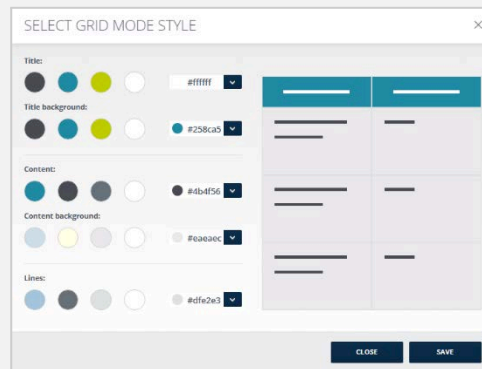 SELECT GRID MODE STYLE
Title:
#ffffff
Title background:
#258ca5
Content:
#4b4f56
Content background:
#eaeaec
Lines:
#dfe2e3
CLOSE
SAVE